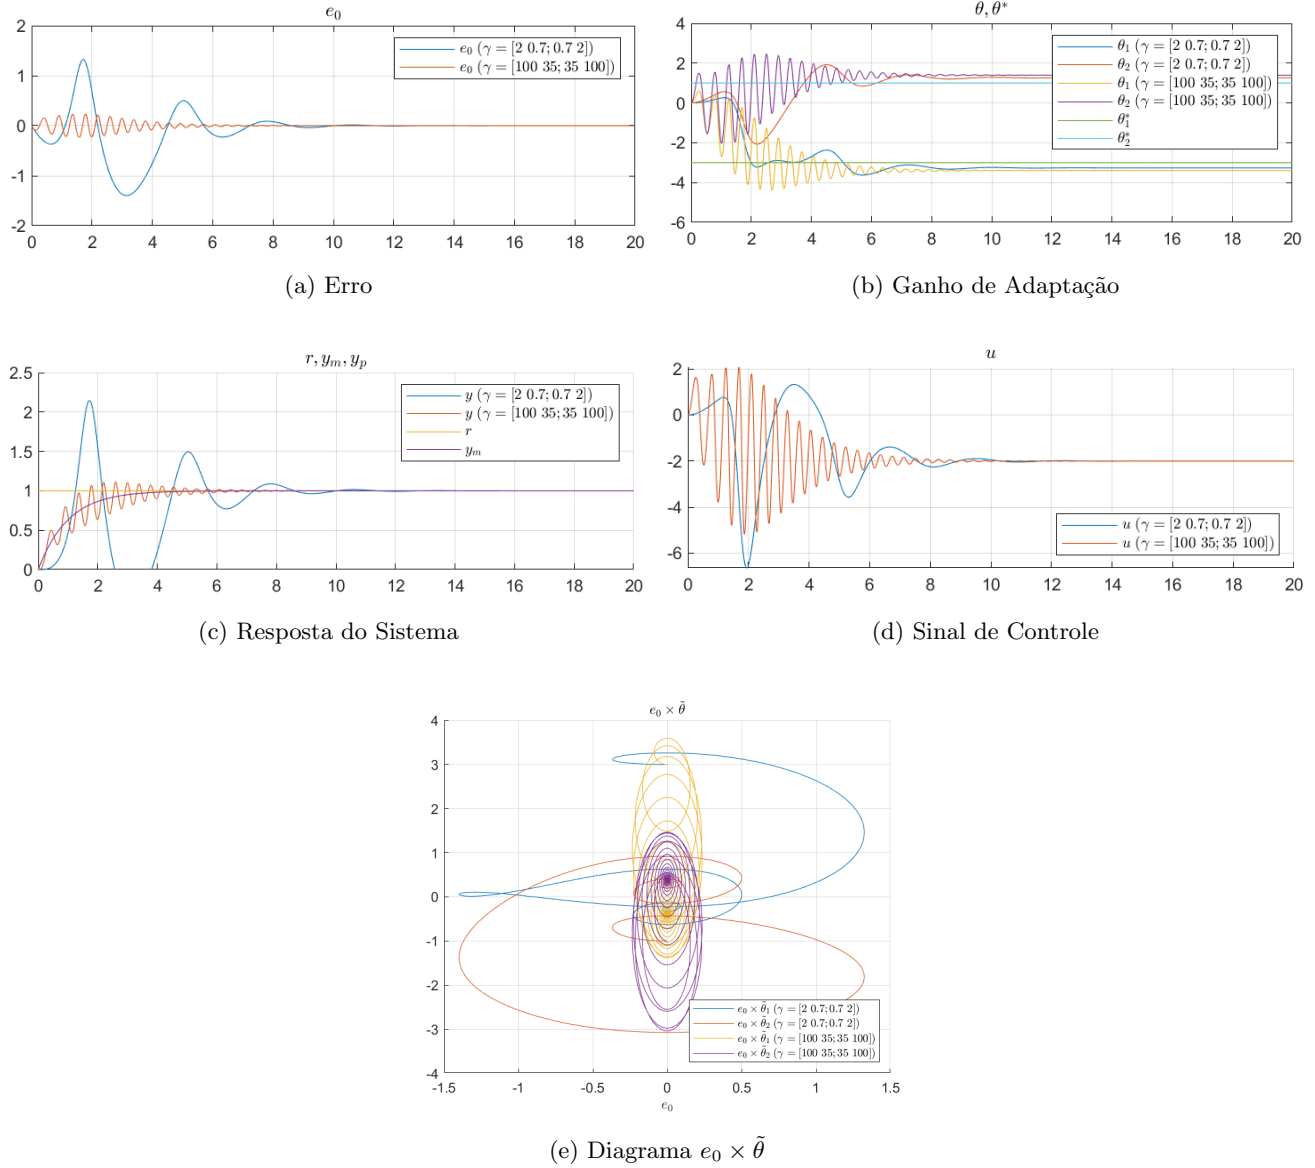 e₀
2
1
0
-1
-2
0 2 4 6 8 10 12 14 16 18 20
e₀ (γ = [2 0.7; 0.7 2])
e₀ (γ = [100 35; 35 100])
(a) Erro
θ, θ*
4
2
0
-2
-4
-6
0 2 4 6 8 10 12 14 16 18 20
θ₁ (γ = [2 0.7; 0.7 2])
θ₂ (γ = [2 0.7; 0.7 2])
θ₁ (γ = [100 35; 35 100])
θ₂ (γ = [100 35; 35 100])
θ₁*
θ₂*
(b) Ganho de Adaptação
r, yₘ, yₚ
2.5
2
1.5
1
0.5
0
0 2 4 6 8 10 12 14 16 18 20
y (γ = [2 0.7; 0.7 2])
y (γ = [100 35; 35 100])
r
yₘ
(c) Resposta do Sistema
u
2
0
-2
-4
-6
0 2 4 6 8 10 12 14 16 18 20
u (γ = [2 0.7; 0.7 2])
u (γ = [100 35; 35 100])
(d) Sinal de Controle
e₀ × θ̃
4
3
2
1
0
-1
-2
-3
-4
-1.5 -1 -0.5 0 0.5 1 1.5
e₀
e₀ × θ̃₁ (γ = [2 0.7; 0.7 2])
e₀ × θ̃₂ (γ = [2 0.7; 0.7 2])
e₀ × θ̃₁ (γ = [100 35; 35 100])
e₀ × θ̃₂ (γ = [100 35; 35 100])
(e) Diagrama e₀ × θ̃